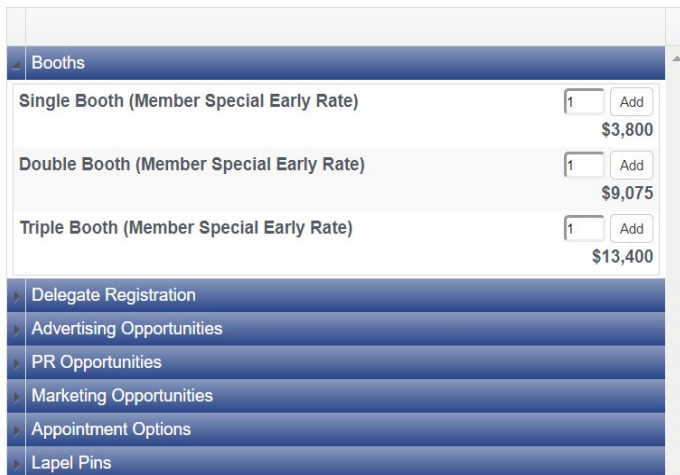 Booths
Single Booth (Member Special Early Rate) 1 Add
$3,800
Double Booth (Member Special Early Rate) 1 Add
$9,075
Triple Booth (Member Special Early Rate) 1 Add
$13,400
Delegate Registration
Advertising Opportunities
PR Opportunities
Marketing Opportunities
Appointment Options
Lapel Pins